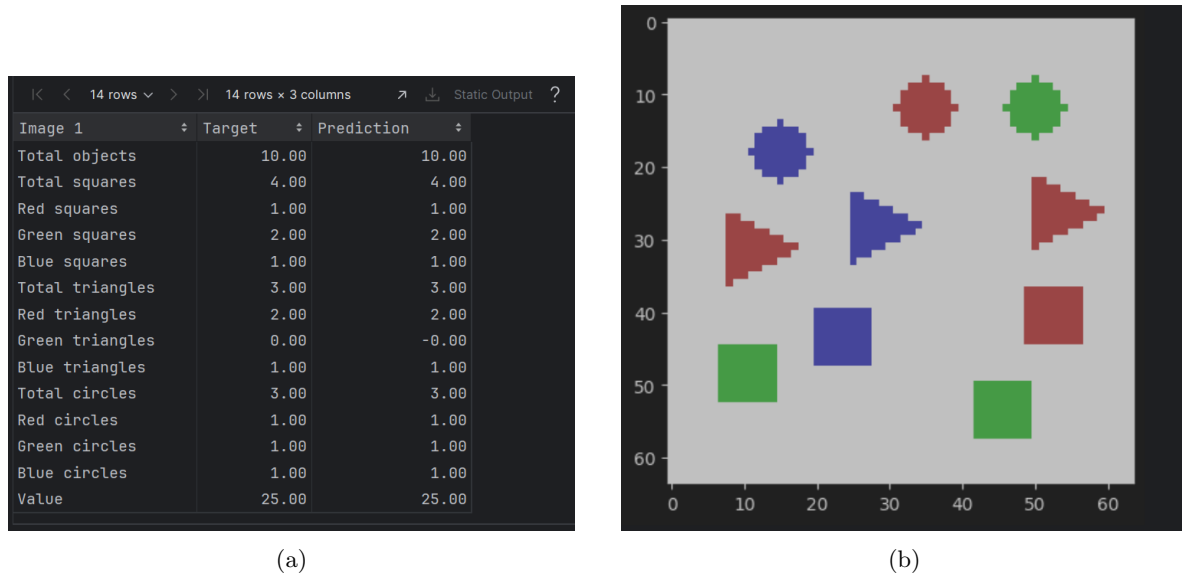 14 rows 14 rows × 3 columns Static Output ?
Image 1 Target Prediction
Total objects 10.00 10.00
Total squares 4.00 4.00
Red squares 1.00 1.00
Green squares 2.00 2.00
Blue squares 1.00 1.00
Total triangles 3.00 3.00
Red triangles 2.00 2.00
Green triangles 0.00 -0.00
Blue triangles 1.00 1.00
Total circles 3.00 3.00
Red circles 1.00 1.00
Green circles 1.00 1.00
Blue circles 1.00 1.00
Value 25.00 25.00
(a)
0
10
20
30
40
50
60
0 10 20 30 40 50 60
(b)